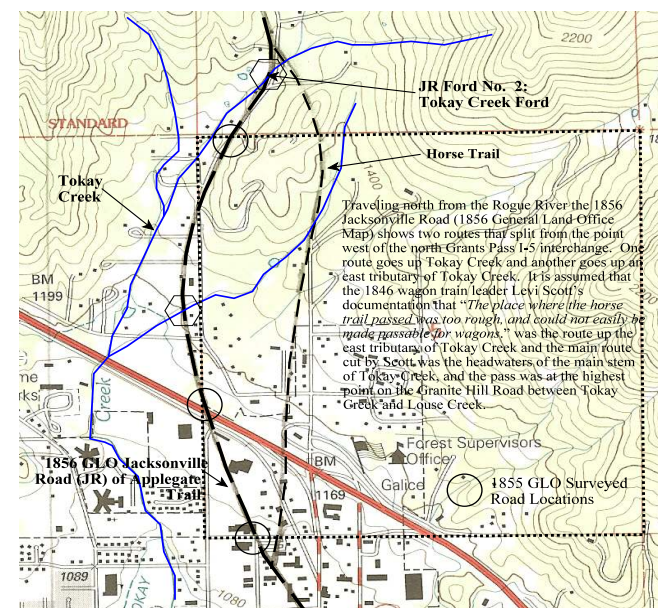 2200
JR Ford No. 2:
Tokay Creek Ford
STANDARD
Horse Trail
1400
Tokay
Creek
Traveling north from the Rogue River the 1856
Jacksonville Road (1856 General Land Office
Map) shows two routes that split from the point
west of the north Grants Pass I-5 interchange. One
route goes up Tokay Creek and another goes up an
east tributary of Tokay Creek. It is assumed that
the 1846 wagon train leader Levi Scott's
documentation that "The place where the horse
trail passed was too rough, and could not easily be
made passable for wagons." was the route up the
east tributary of Tokay Creek and the main route
cut by Scott was the headwaters of the main stem
of Tokay Creek, and the pass was at the highest
point on the Granite Hill Road between Tokay
Creek and Louse Creek.
BM
1199
Creek
Forest Supervisors
Office
1856 GLO Jacksonville
Road (JR) of Applegate
Trail
BM
1169
Galice
1855 GLO Surveyed
Road Locations
1089
TOKAY
1080